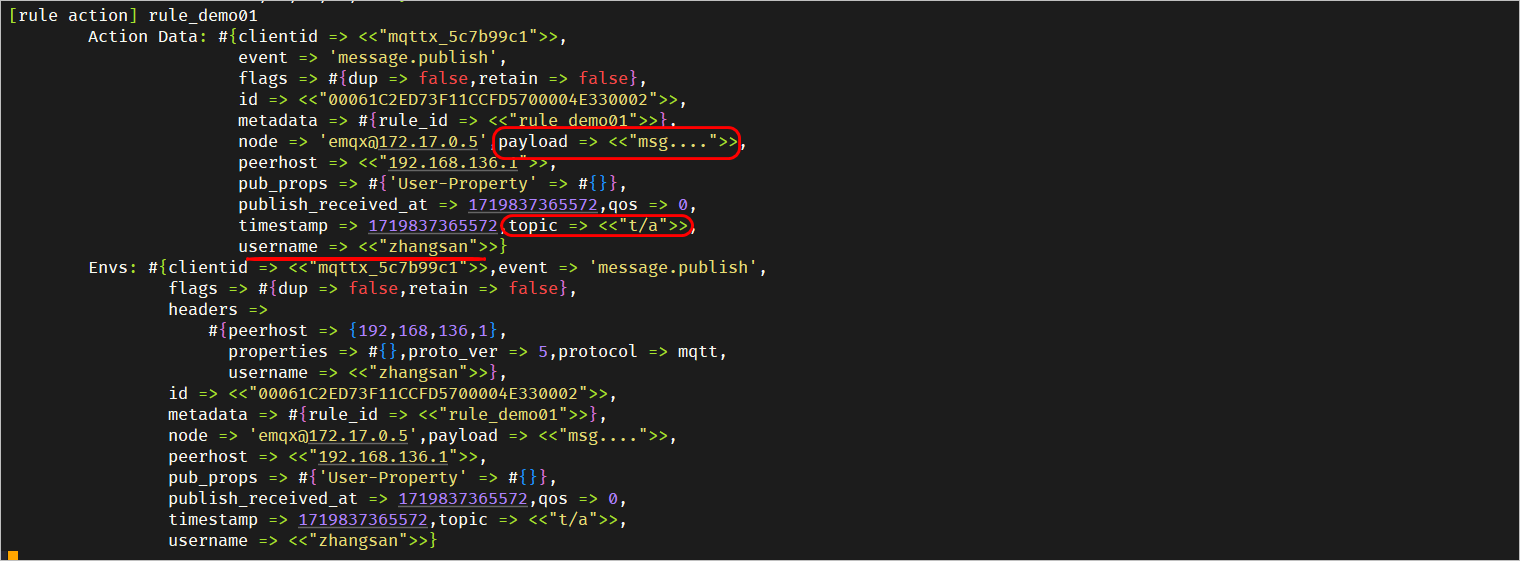 [rule action] rule_demo01
Action Data: #{clientid => <<"mqttx_5c7b99c1">>,
event => 'message.publish',
flags => #{dup => false,retain => false},
id => <<"00061C2ED73F11CCFD5700004E330002">>,
metadata => #{rule_id => <<"rule_demo01">>},
node => 'emqx@172.17.0.5',payload => <<"msg....">>,
peerhost => <<"192.168.136.1">>,
pub_props => #{'User-Property' => #{}},
publish_received_at => 1719837365572,qos => 0,
timestamp => 1719837365572,topic => <<"t/a">>,
username => <<"zhangsan">>}
Envs: #{clientid => <<"mqttx_5c7b99c1">>,event => 'message.publish',
flags => #{dup => false,retain => false},
headers =>
#{peerhost => {192,168,136,1},
properties => #{},proto_ver => 5,protocol => mqtt,
username => <<"zhangsan">>},
id => <<"00061C2ED73F11CCFD5700004E330002">>,
metadata => #{rule_id => <<"rule_demo01">>},
node => 'emqx@172.17.0.5',payload => <<"msg....">>,
peerhost => <<"192.168.136.1">>,
pub_props => #{'User-Property' => #{}},
publish_received_at => 1719837365572,qos => 0,
timestamp => 1719837365572,topic => <<"t/a">>,
username => <<"zhangsan">>}